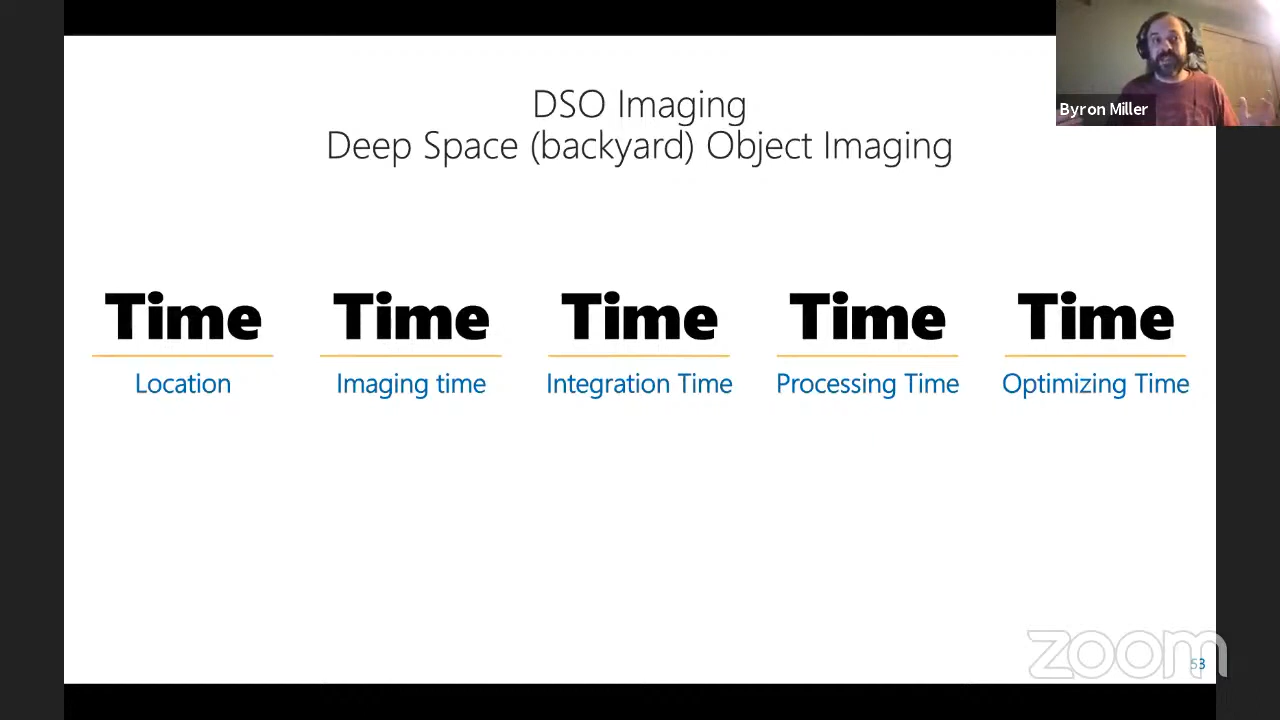 DSO Imaging
Deep Space (backyard) Object Imaging
Byron Miller
Time Time Time Time Time
Location Imaging time Integration Time Processing Time Optimizing Time
zoom
53